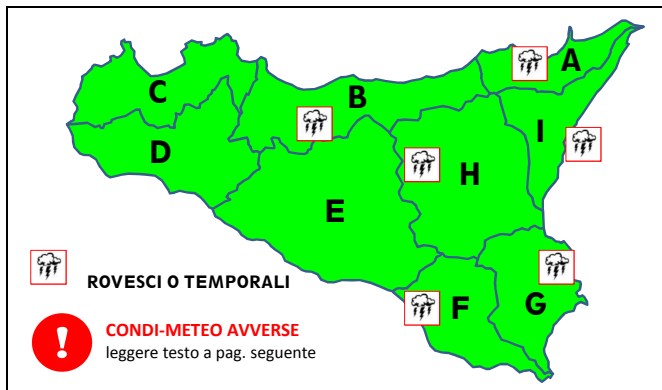 A
C
B
I
D
H
E
ROVESCI O TEMPORALI
F
G
! CONDI-METEO AVVERSE
leggere testo a pag. seguente